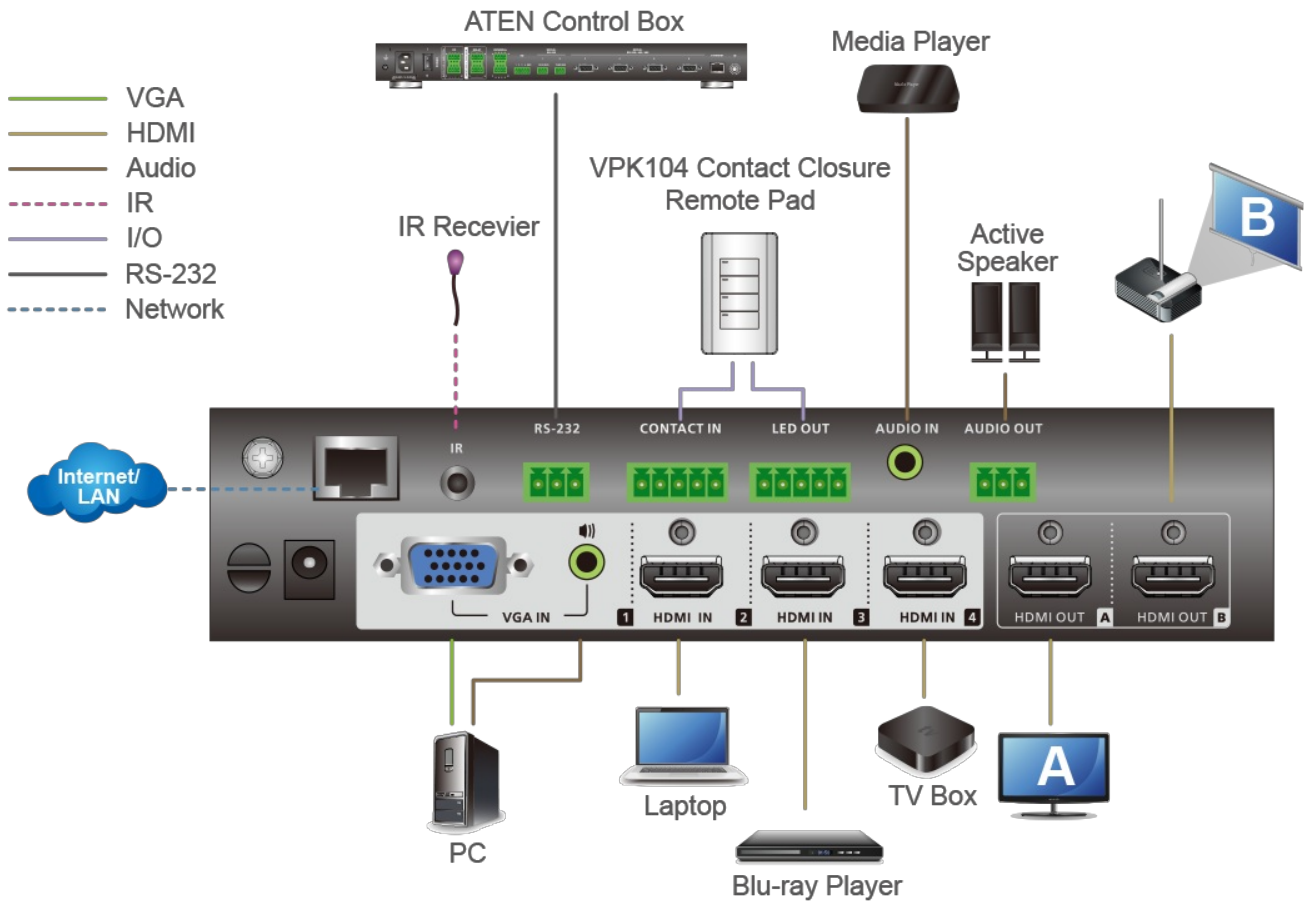 ATEN Control Box
Media Player
Media Player
VGA
HDMI
Audio
IR
I/O
RS-232
Network
VPK104 Contact Closure
Remote Pad
IR Recevier
Active
Speaker
B
RS-232
CONTACT IN
LED OUT
AUDIO IN
AUDIO OUT
IR
Internet/
LAN
VGA IN
1
HDMI IN
2
HDMI IN
3
HDMI IN
4
HDMI OUT
A
HDMI OUT
B
PC
Laptop
Blu-ray Player
TV Box
A